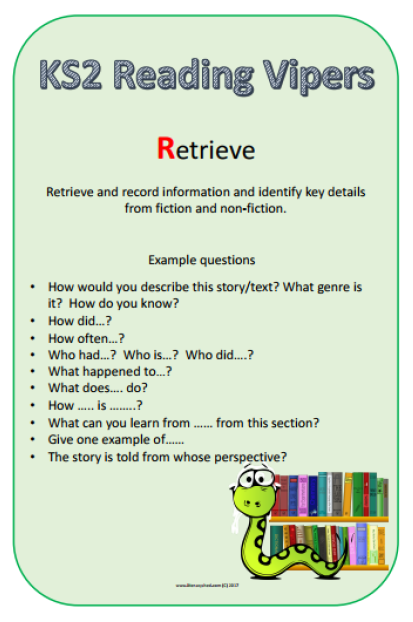 KS2 Reading Vipers
Retrieve
Retrieve and record information and identify key details
from fiction and non-fiction.
Example questions
• How would you describe this story/text? What genre is
it? How do you know?
• How did…?
• How often…?
• Who had…? Who is…? Who did….?
• What happened to…?
• What does…. do?
• How ….. is ……..?
• What can you learn from …… from this section?
• Give one example of……
• The story is told from whose perspective?